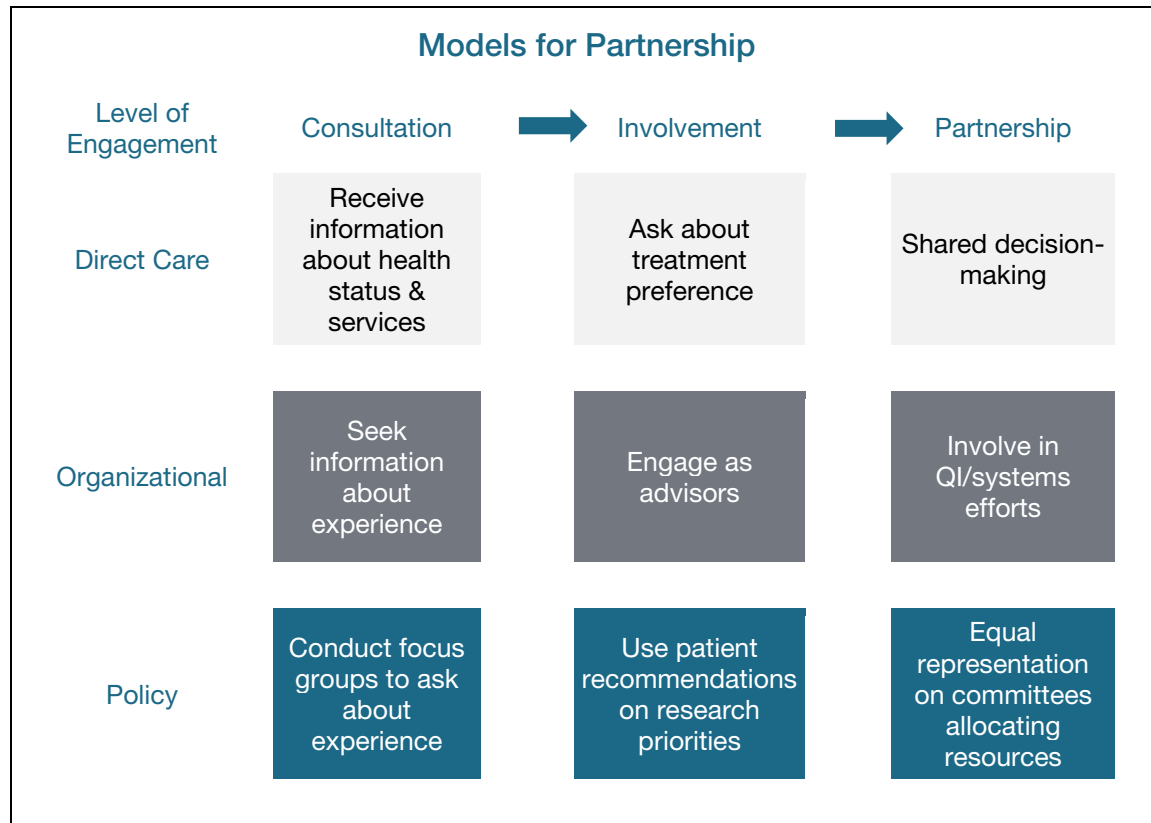 Models for Partnership
Level of
Engagement
Consultation
Involvement
Partnership
Direct Care
Receive
information
about health
status &
services
Ask about
treatment
preference
Shared decision-
making
Organizational
Seek
information
about
experience
Engage as
advisors
Involve in
QI/systems
efforts
Policy
Conduct focus
groups to ask
about
experience
Use patient
recommendations
on research
priorities
Equal
representation
on committees
allocating
resources